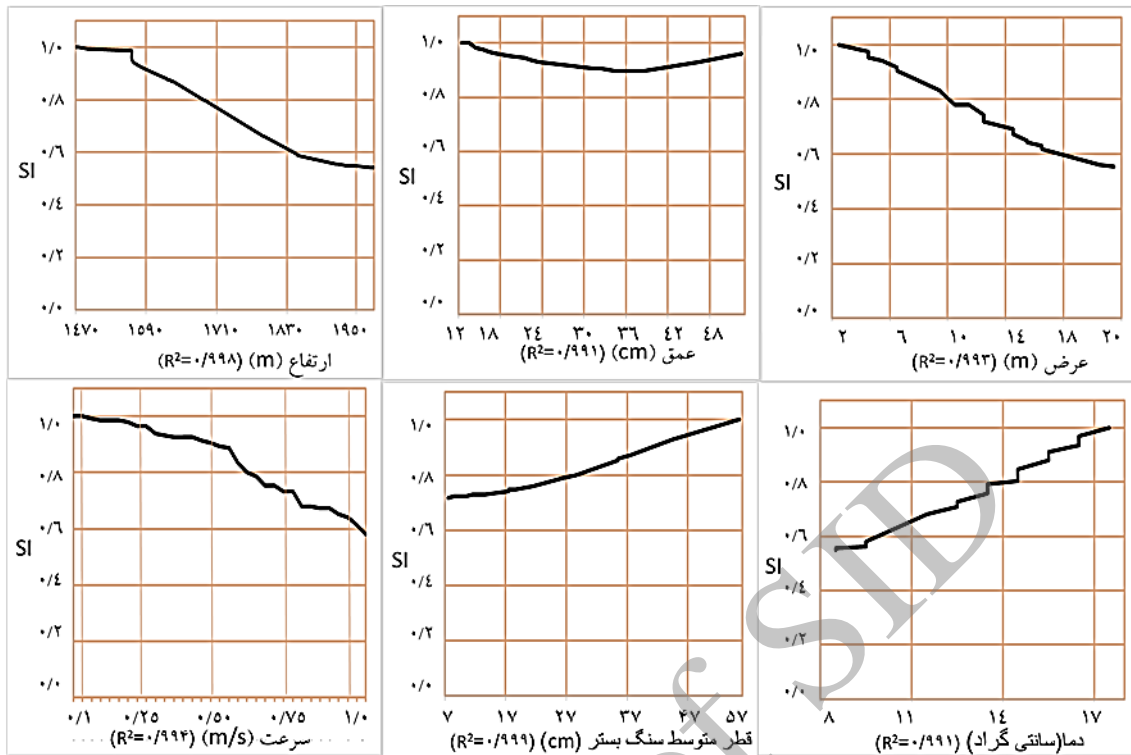 ۱/۰
۰/۸
۰/۶
۰/۴
۰/۲
۰/۰
SI
۱۴۷۰ ۱۵۹۰ ۱۷۱۰ ۱۸۳۰ ۱۹۵۰
ارتفاع (m) (R²=۰/۹۹۸)
۱/۰
۰/۸
۰/۶
۰/۴
۰/۲
۰/۰
SI
۱۲ ۱۸ ۲۴ ۳۰ ۳۶ ۴۲ ۴۸
عمق (cm) (R²=۰/۹۹۱)
۱/۰
۰/۸
۰/۶
۰/۴
۰/۲
۰/۰
SI
۲ ۶ ۱۰ ۱۴ ۱۸ ۲۰
عرض (m) (R²=۰/۹۹۳)
۱/۰
۰/۸
۰/۶
۰/۴
۰/۲
۰/۰
SI
۰/۱ ۰/۲۵ ۰/۵۰ ۰/۷۵ ۱/۰
سرعت (m/s) (R²=۰/۹۹۴)
۱/۰
۰/۸
۰/۶
۰/۴
۰/۲
۰/۰
SI
۷ ۱۷ ۲۷ ۳۷ ۴۷ ۵۷
قطر متوسط سنگ بستر (cm) (R²=۰/۹۹۹)
۱/۰
۰/۸
۰/۶
۰/۴
۰/۲
۰/۰
SI
۸ ۱۱ ۱۴ ۱۷
دما(سانتی گراد) (R²=۰/۹۹۱)
of SID